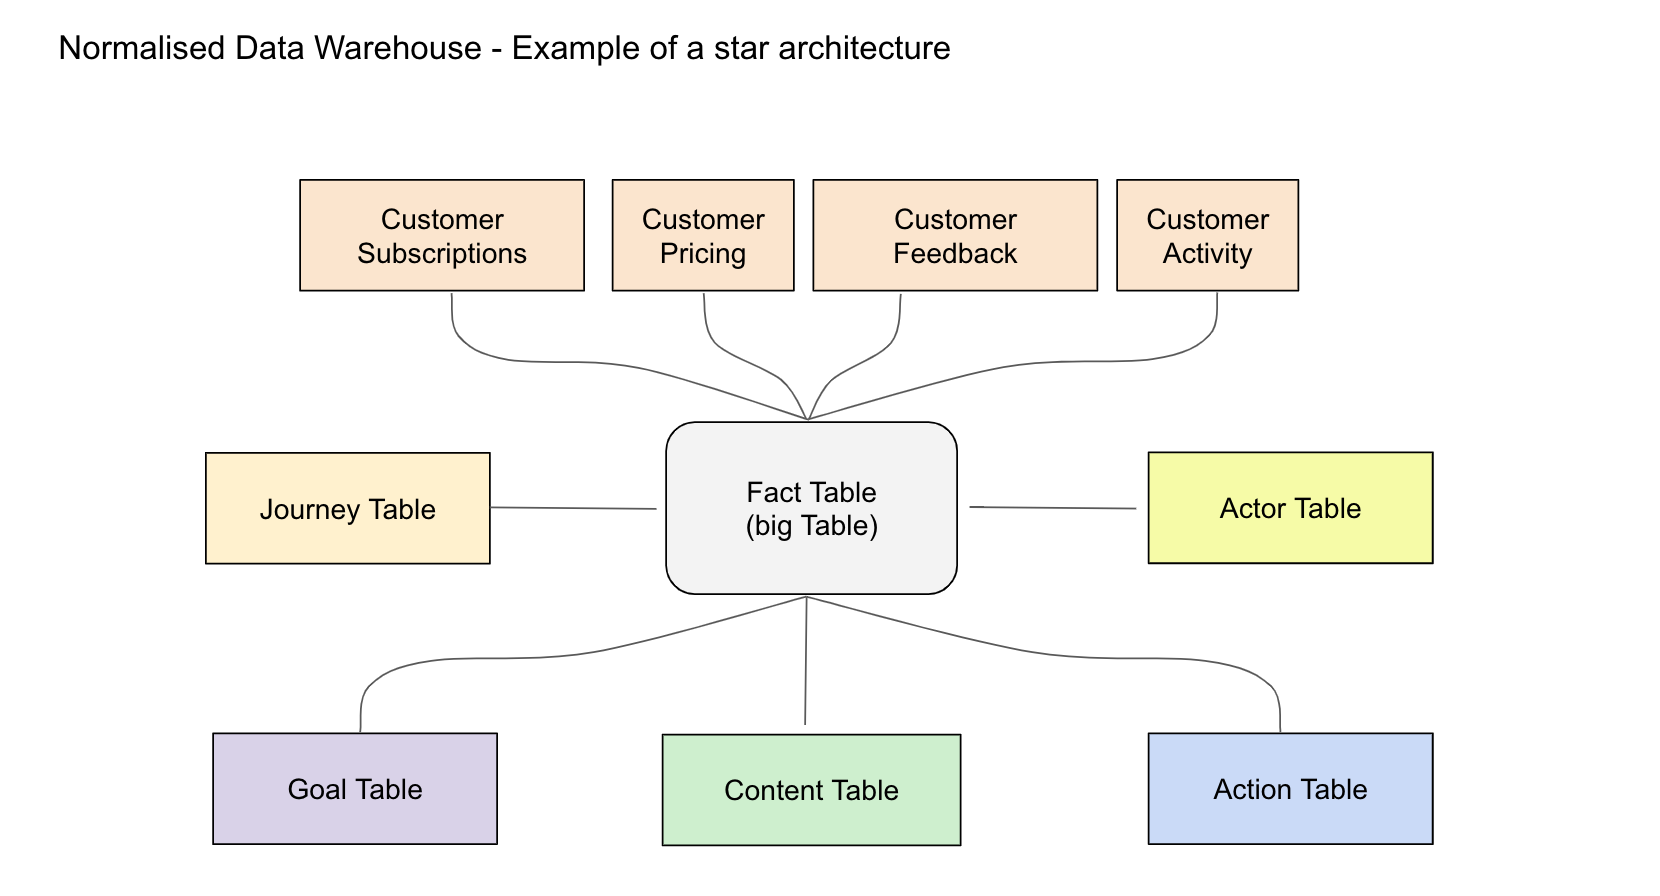 Normalised Data Warehouse - Example of a star architecture
Customer
Subscriptions
Customer
Pricing
Customer
Feedback
Customer
Activity
Journey Table
Fact Table
(big Table)
Actor Table
Goal Table
Content Table
Action Table